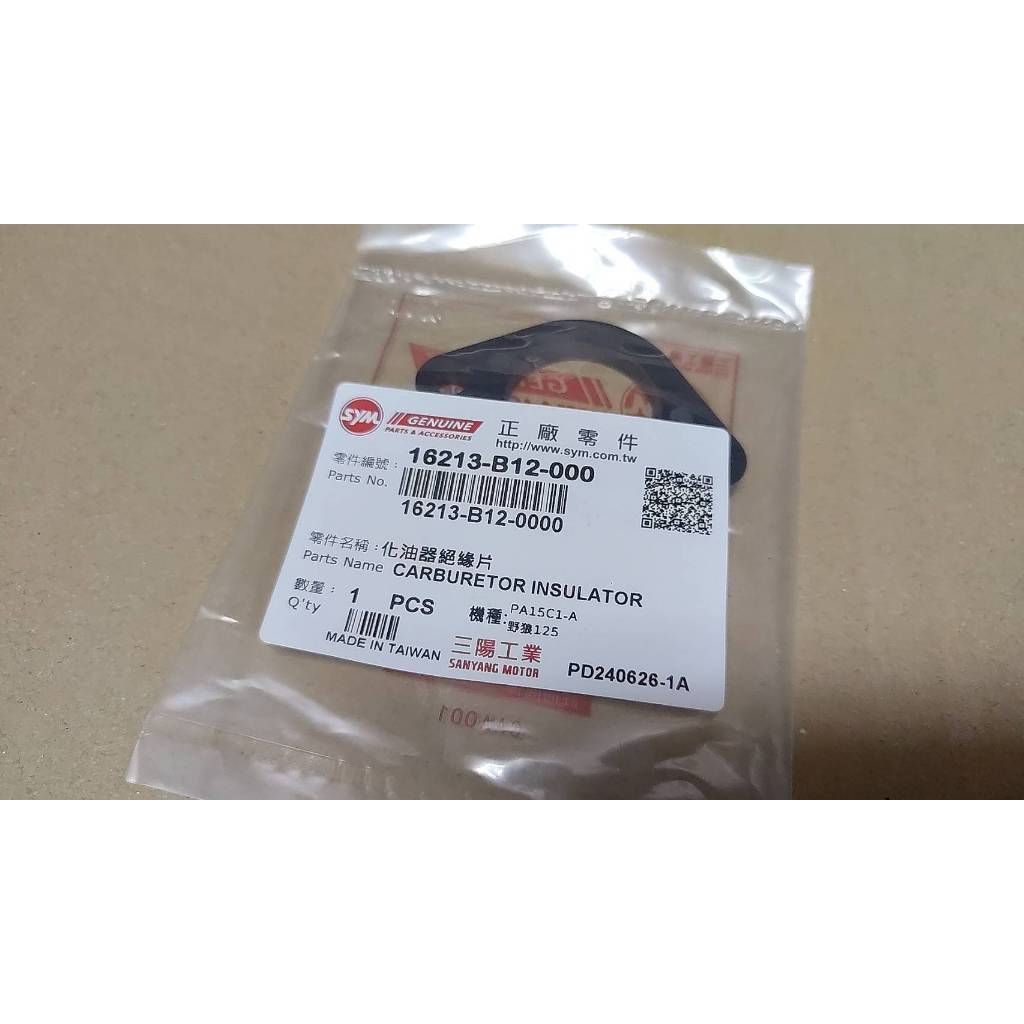 SYM GENUINE 正廠零件
PARTS & ACCESSORIES http://www.sym.com.tw
零件編號: 16213-B12-000
Parts No.
16213-B12-0000
零件名稱:化油器絕緣片
Parts Name CARBURETOR INSULATOR
數量: 1 PCS 機種: PA15C1-A
Q'ty 野狼125
MADE IN TAIWAN 三陽工業
SANYANG MOTOR PD240626-1A